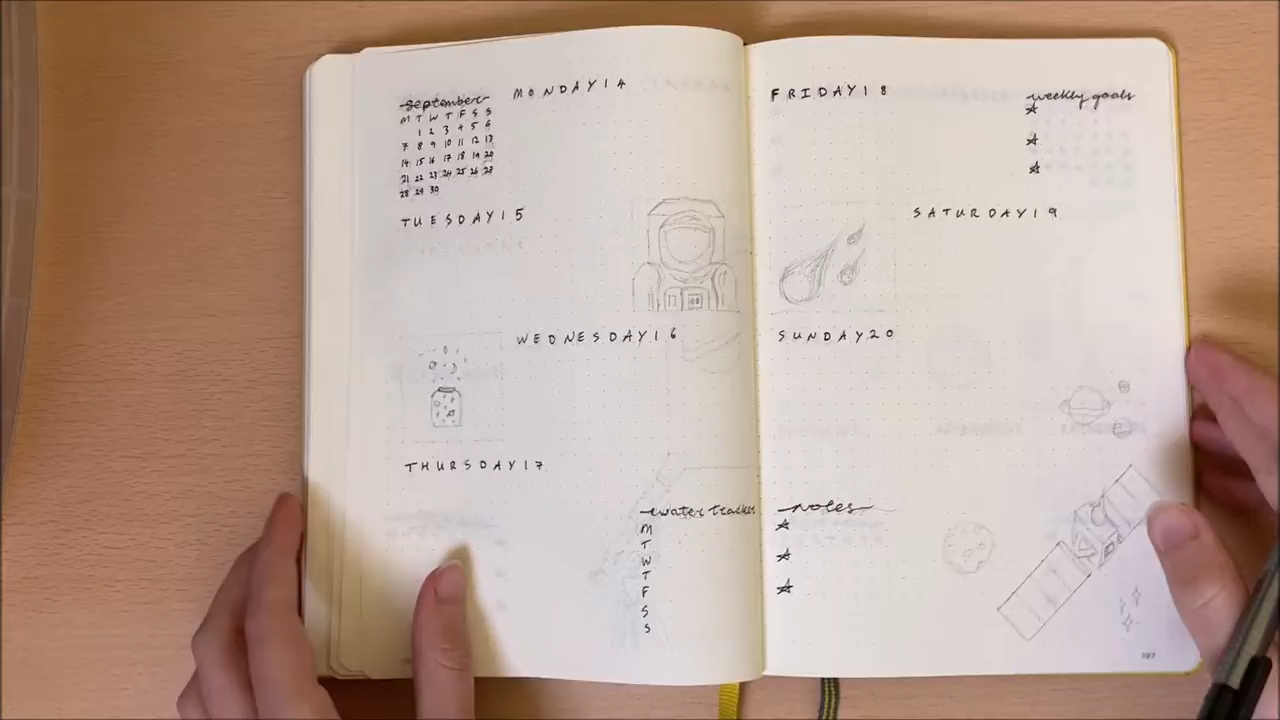 september
M T W T F S S
1 2 3 4 5 6
7 8 9 10 11 12 13
14 15 16 17 18 19 20
21 22 23 24 25 26 27
28 29 30
MONDAY 14
TUESDAY 15
WEDNESDAY 16
THURSDAY 17
water tracker
M
T
W
T
F
S
S
FRIDAY 18
weekly goals
SATURDAY 19
SUNDAY 20
notes